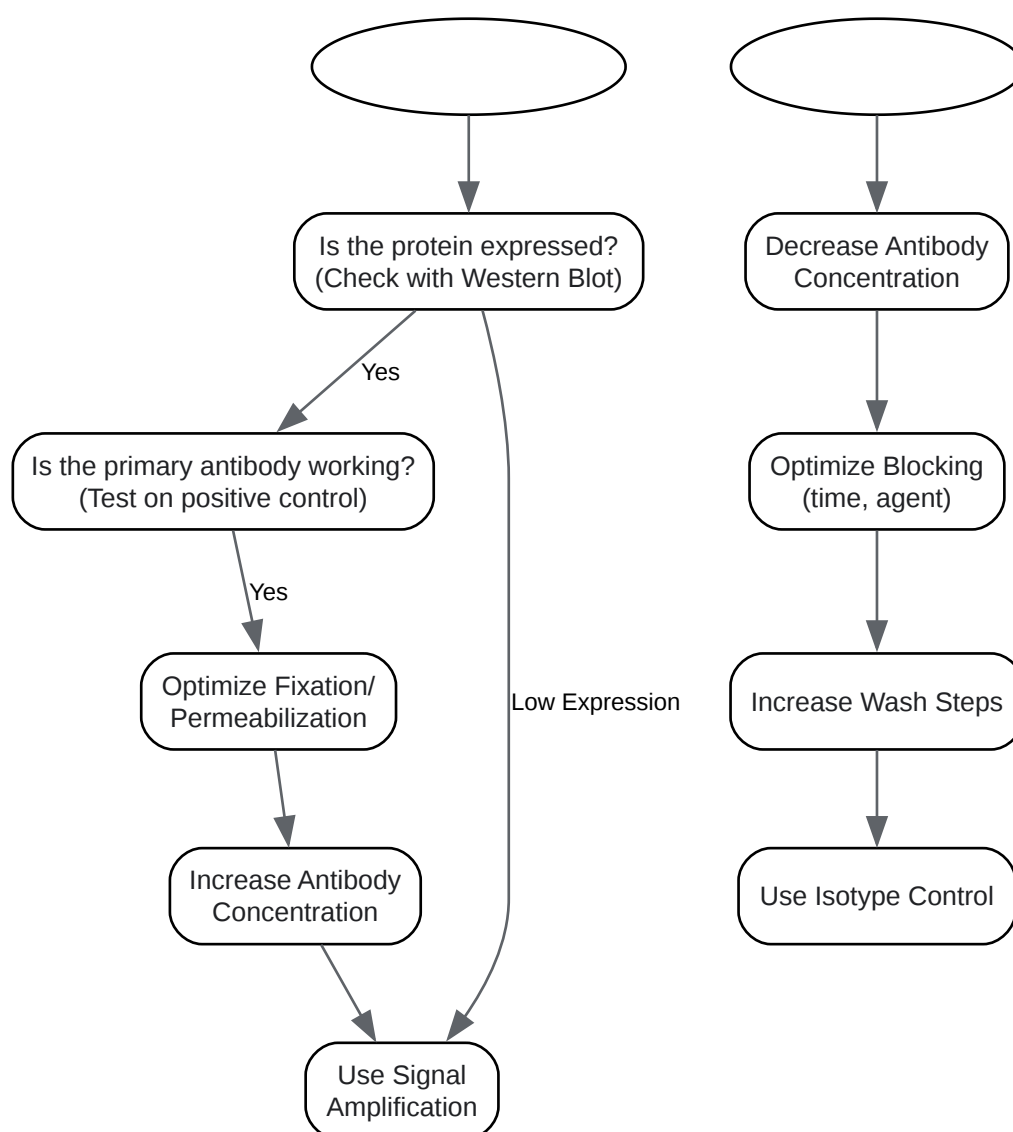 Is the protein expressed?
(Check with Western Blot)
Decrease Antibody
Concentration
Yes
Is the primary antibody working?
(Test on positive control)
Optimize Blocking
(time, agent)
Yes
Optimize Fixation/
Permeabilization
Low Expression
Increase Wash Steps
Increase Antibody
Concentration
Use Isotype Control
Use Signal
Amplification